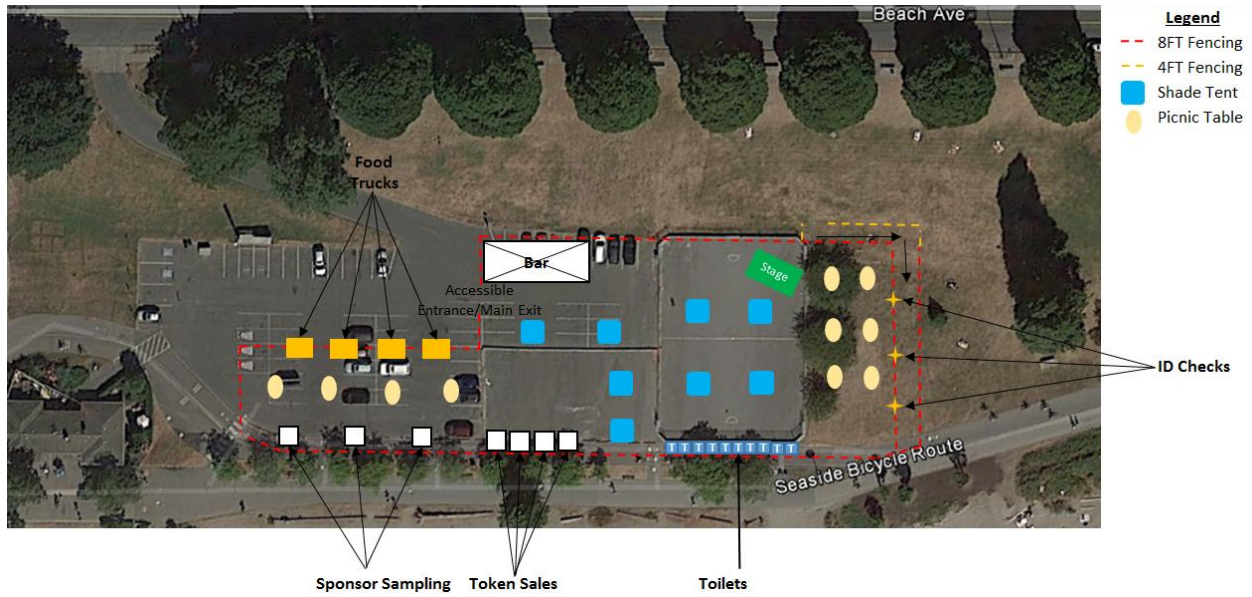 Beach Ave
Legend
8FT Fencing
4FT Fencing
Shade Tent
Picnic Table
Food
Trucks
Bar
Stage
Accessible
Entrance/Main Exit
ID Checks
T T T T T T T T T T
Seaside Bicycle Route
Sponsor Sampling
Token Sales
Toilets